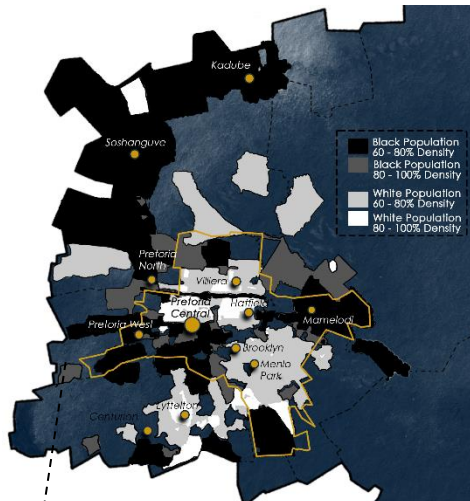 Kadube
Soshanguve
Black Population
60 - 80% Density
Black Population
80 - 100% Density
White Population
60 - 80% Density
White Population
80 - 100% Density
Pretoria
North
Villiera
Pretoria
Central
Hatfield
Mamelodi
Pretoria West
Brooklyn
Menlo
Park
Lyttelton
Centurion